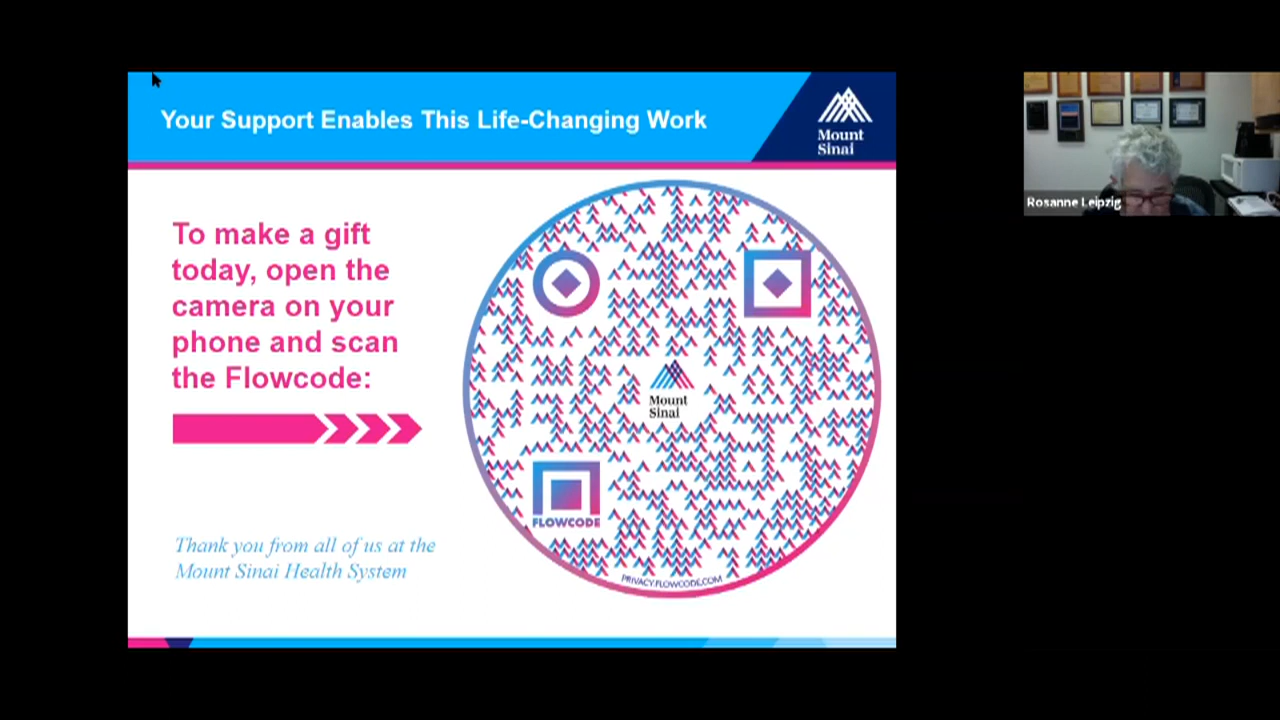 Your Support Enables This Life-Changing Work
Mount
Sinai
To make a gift
today, open the
camera on your
phone and scan
the Flowcode:
Mount
Sinai
FLOWCODE
PRIVACY.FLOWCODE.COM
Thank you from all of us at the
Mount Sinai Health System
Rosanne Leipzig